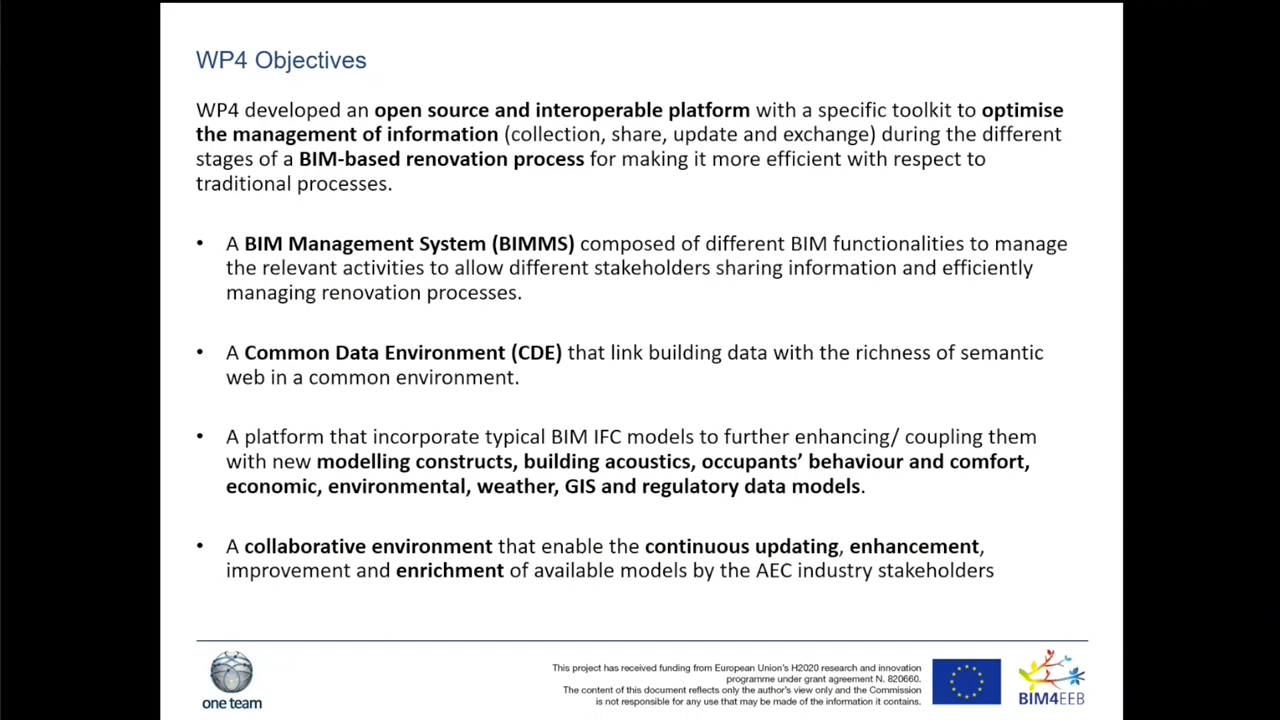 WP4 Objectives
WP4 developed an open source and interoperable platform with a specific toolkit to optimise
the management of information (collection, share, update and exchange) during the different
stages of a BIM-based renovation process for making it more efficient with respect to
traditional processes.
• A BIM Management System (BIMMS) composed of different BIM functionalities to manage
the relevant activities to allow different stakeholders sharing information and efficiently
managing renovation processes.
• A Common Data Environment (CDE) that link building data with the richness of semantic
web in a common environment.
• A platform that incorporate typical BIM IFC models to further enhancing/ coupling them
with new modelling constructs, building acoustics, occupants’ behaviour and comfort,
economic, environmental, weather, GIS and regulatory data models.
• A collaborative environment that enable the continuous updating, enhancement,
improvement and enrichment of available models by the AEC industry stakeholders
one team
This project has received funding from European Union’s H2020 research and innovation
programme under grant agreement N. 820660.
The content of this document reflects only the author’s view only and the Commission
is not responsible for any use that may be made of the information it contains.
BIM4EEB